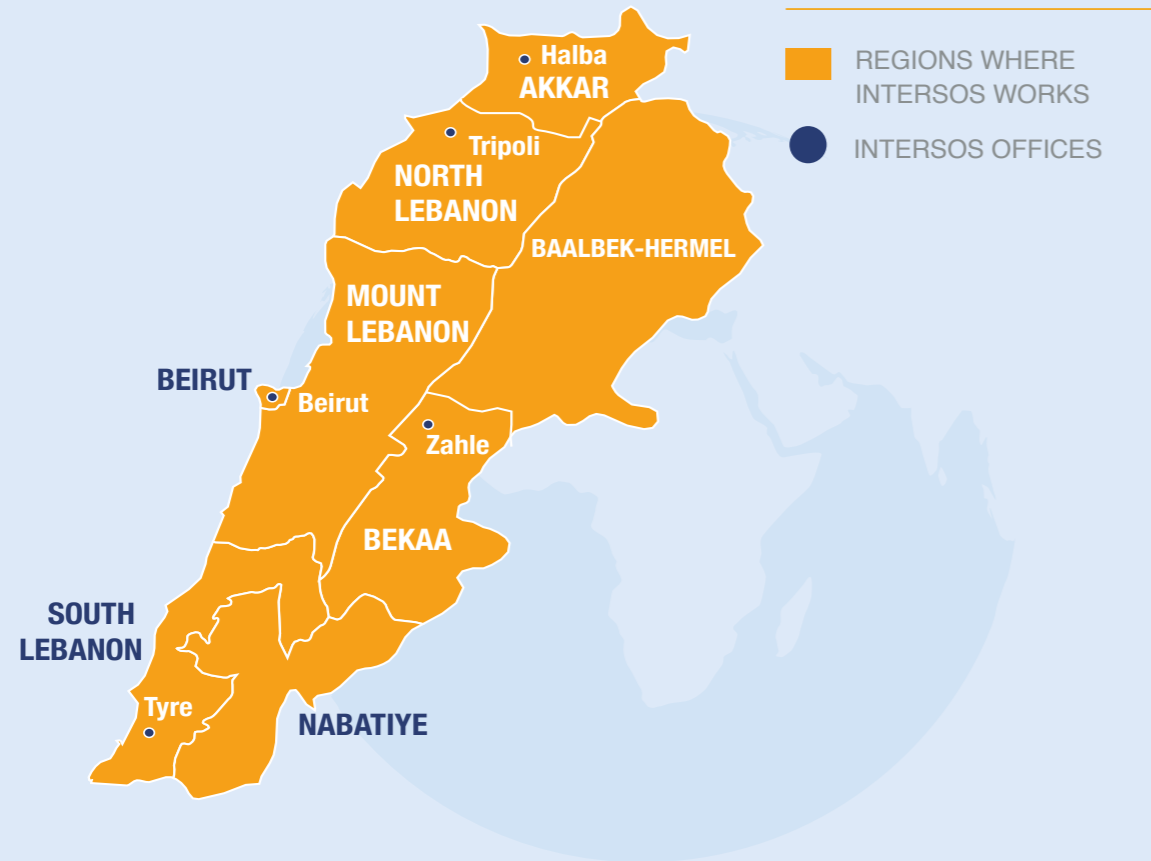 REGIONS WHERE
INTERSOS WORKS
INTERSOS OFFICES
Halba
AKKAR
Tripoli
NORTH
LEBANON
BAALBEK-HERMEL
MOUNT
LEBANON
BEIRUT
Beirut
Zahle
BEKAA
SOUTH
LEBANON
Tyre
NABATIYE